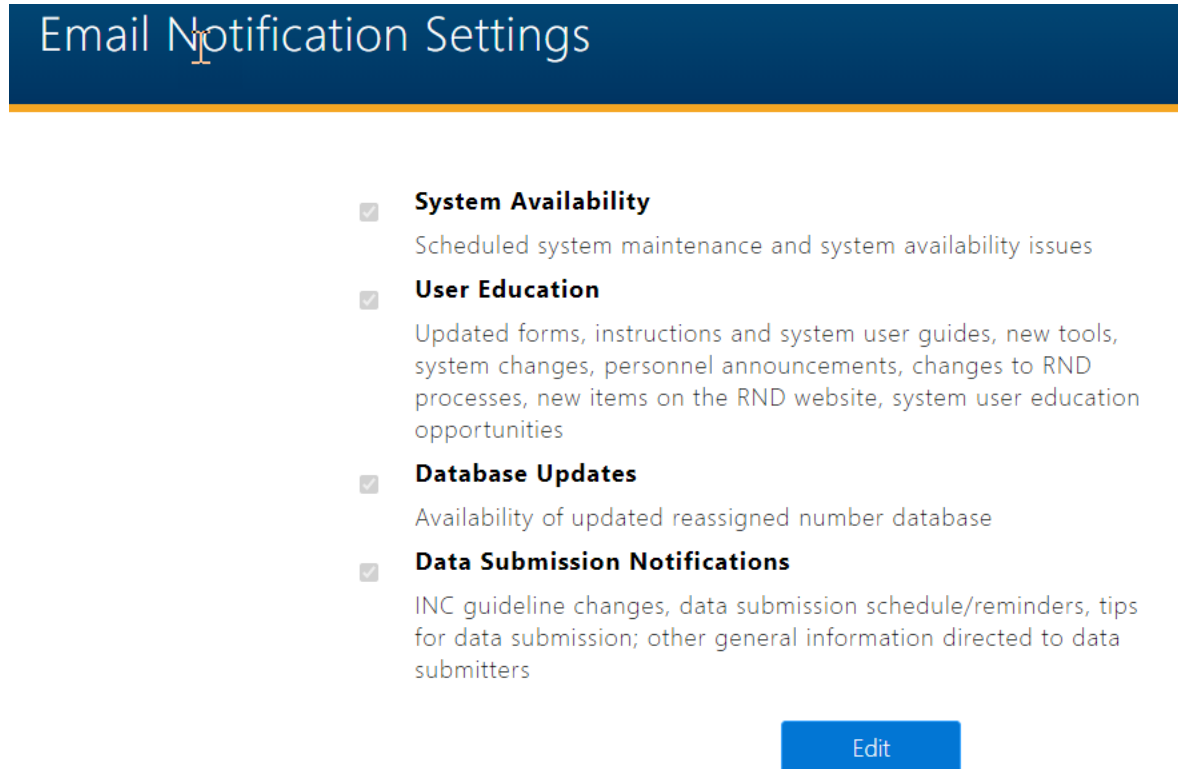 Email Notification Settings
System Availability
Scheduled system maintenance and system availability issues
User Education
Updated forms, instructions and system user guides, new tools,
system changes, personnel announcements, changes to RND
processes, new items on the RND website, system user education
opportunities
Database Updates
Availability of updated reassigned number database
Data Submission Notifications
INC guideline changes, data submission schedule/reminders, tips
for data submission; other general information directed to data
submitters
Edit